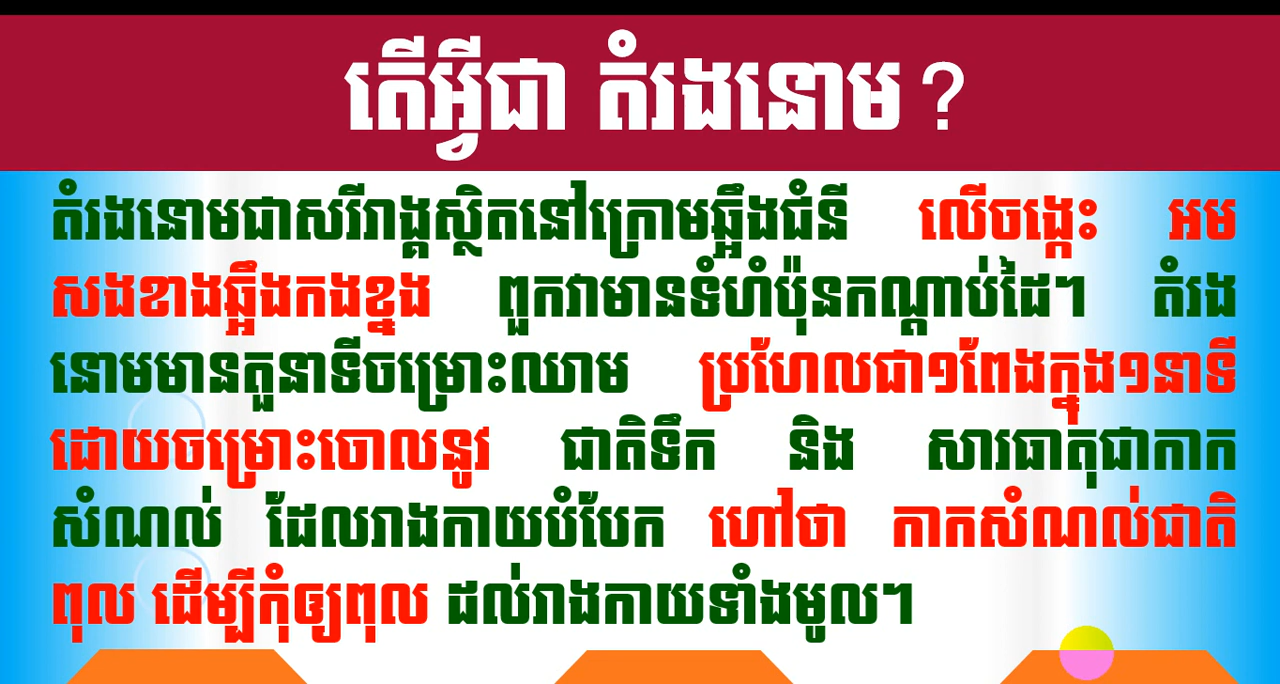 តើអ្វីជា តំរងនោម?
តំរងនោមជាសរីរាង្គស្ថិតនៅក្រោមឆ្អឹងជំនី លើចង្កេះ អម
សងខាងឆ្អឹងកងខ្នង ពួកវាមានទំហំប៉ុនកណ្តាប់ដៃ។ តំរង
នោមមានតួនាទីចម្រោះឈាម ប្រហែលជា១ពែងក្នុង១នាទី
ដោយចម្រោះចោលនូវ ជាតិទឹក និង សារធាតុជាកាក
សំណល់ ដែលរាងកាយបំបែក ហៅថា កាកសំណល់ជាតិ
ពុល ដើម្បីកុំឲ្យពុល ដល់រាងកាយទាំងមូល។